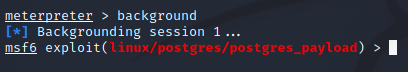 meterpreter > background
[*] Backgrounding session 1...
msf6 exploit(linux/postgres/postgres_payload) >